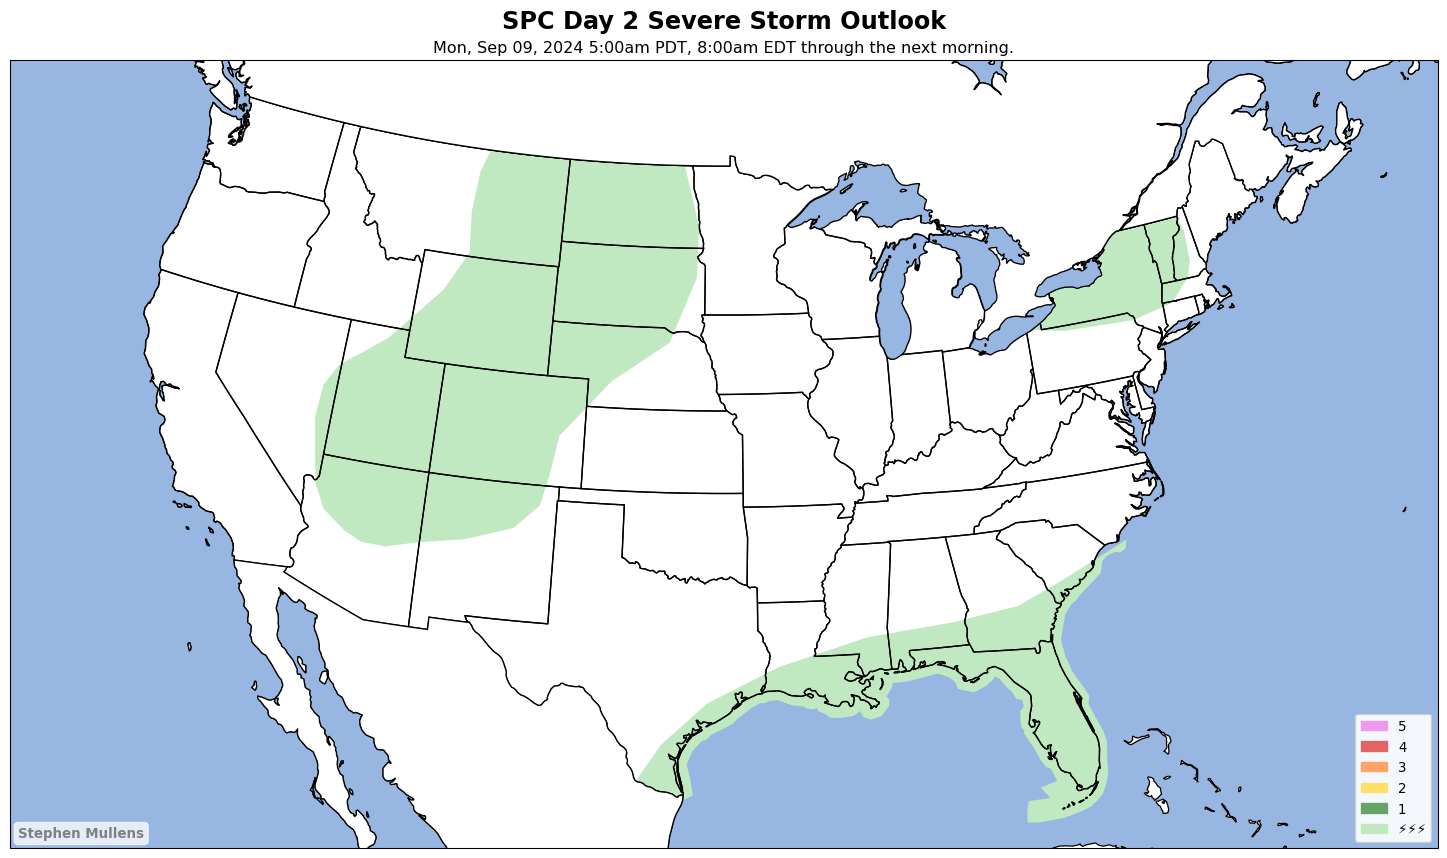 SPC Day 2 Severe Storm Outlook
Mon, Sep 09, 2024 5:00am PDT, 8:00am EDT through the next morning.
5
4
3
2
1
⚡⚡⚡
Stephen Mullens